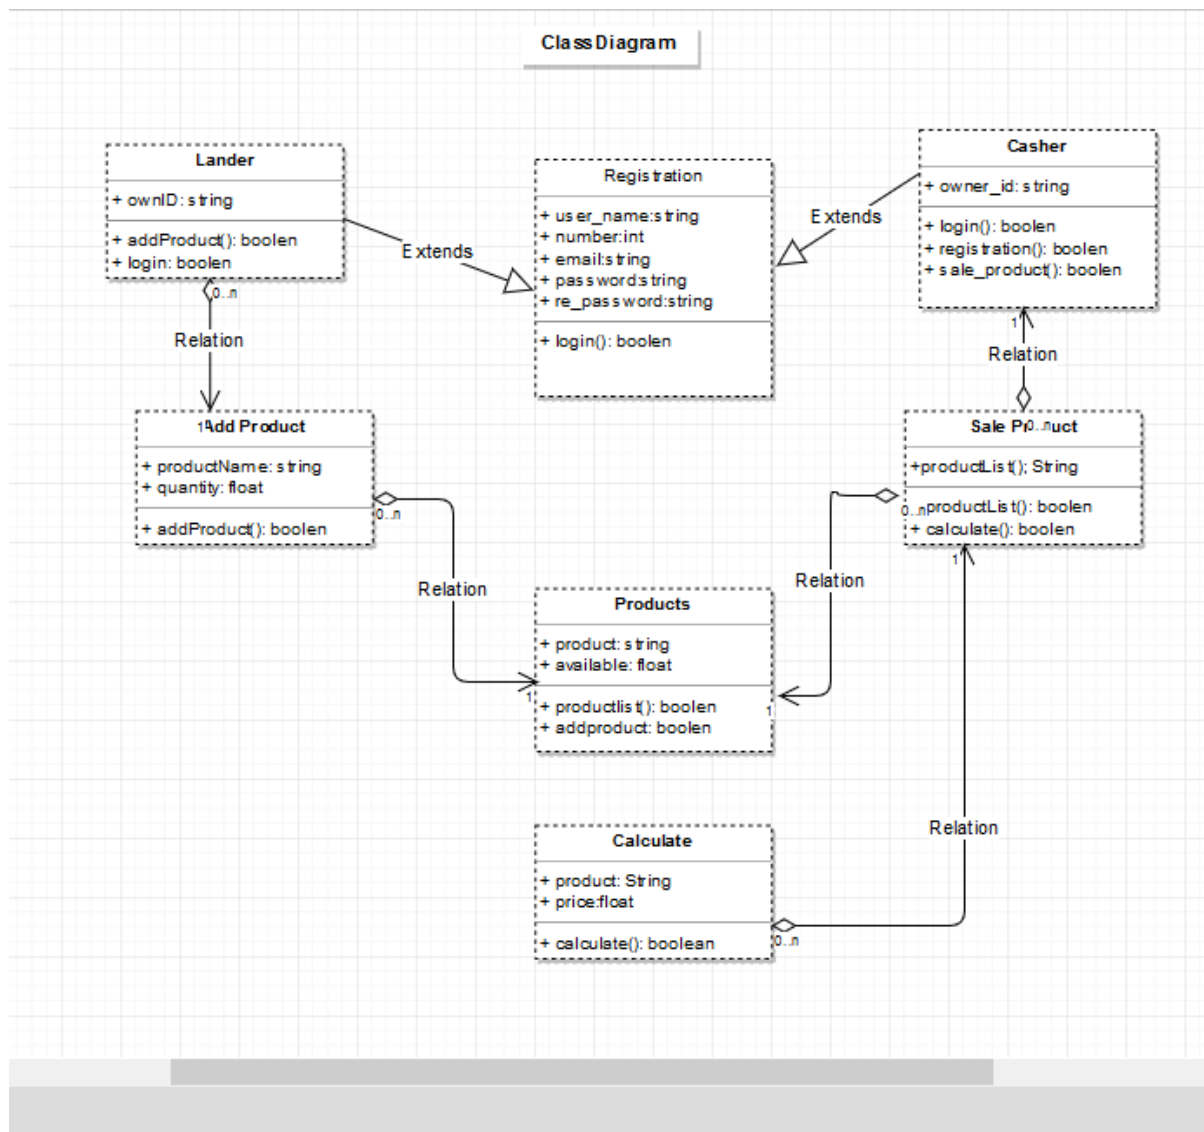 Class Diagram
Lander
+ ownID: string
+ addProduct(): boolen
+ login: boolen
0..n
Extends
Registration
+ user_name:string
+ number:int
+ email:string
+ password:string
+ re_password:string
+ login(): boolen
Extends
Casher
+ owner_id: string
+ login(): boolen
+ registration(): boolen
+ sale_product(): boolen
1
Relation
Relation
1
Add Product
+ productName: string
+ quantity: float
+ addProduct(): boolen
0..n
Sale Product
0..n
+productList(); String
productList(): boolen
+ calculate(): boolen
0..n
1
Relation
Relation
Products
+ product: string
+ available: float
+ productlist(): boolen
+ addproduct: boolen
1
1
Calculate
+ product: String
+ price:float
+ calculate(): boolean
0..n
Relation